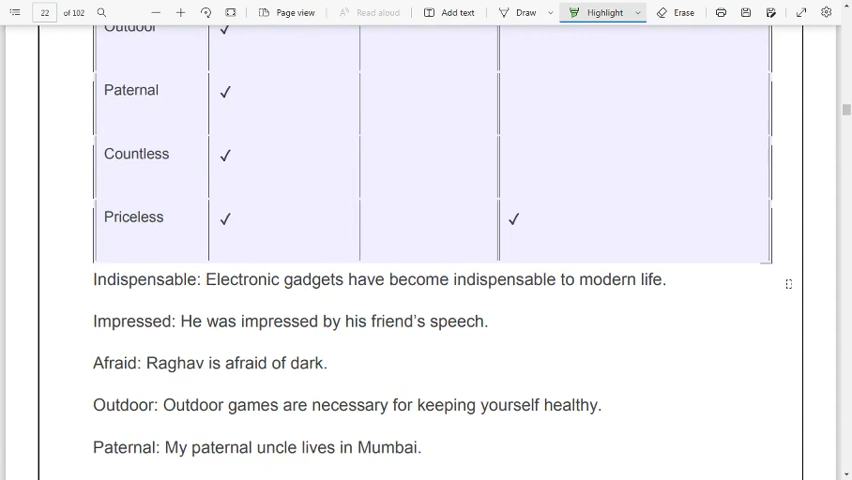 22 of 102 Page view Read aloud Add text Draw Highlight Erase
Outdoor ✓
Paternal ✓
Countless ✓
Priceless ✓ ✓
Indispensable: Electronic gadgets have become indispensable to modern life.
Impressed: He was impressed by his friend’s speech.
Afraid: Raghav is afraid of dark.
Outdoor: Outdoor games are necessary for keeping yourself healthy.
Paternal: My paternal uncle lives in Mumbai.